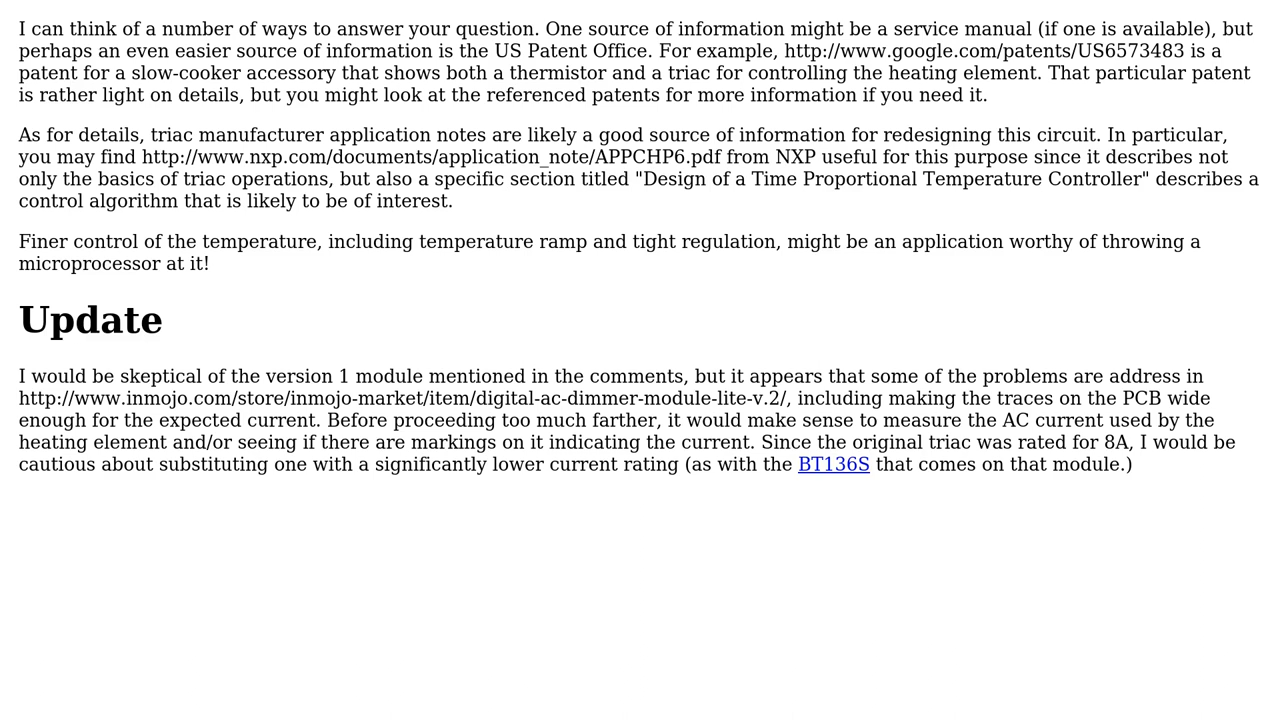 I can think of a number of ways to answer your question. One source of information might be a service manual (if one is available), but
perhaps an even easier source of information is the US Patent Office. For example, http://www.google.com/patents/US6573483 is a
patent for a slow-cooker accessory that shows both a thermistor and a triac for controlling the heating element. That particular patent
is rather light on details, but you might look at the referenced patents for more information if you need it.
As for details, triac manufacturer application notes are likely a good source of information for redesigning this circuit. In particular,
you may find http://www.nxp.com/documents/application_note/APPCHP6.pdf from NXP useful for this purpose since it describes not
only the basics of triac operations, but also a specific section titled "Design of a Time Proportional Temperature Controller" describes a
control algorithm that is likely to be of interest.
Finer control of the temperature, including temperature ramp and tight regulation, might be an application worthy of throwing a
microprocessor at it!
Update
I would be skeptical of the version 1 module mentioned in the comments, but it appears that some of the problems are address in
http://www.inmojo.com/store/inmojo-market/item/digital-ac-dimmer-module-lite-v.2/, including making the traces on the PCB wide
enough for the expected current. Before proceeding too much farther, it would make sense to measure the AC current used by the
heating element and/or seeing if there are markings on it indicating the current. Since the original triac was rated for 8A, I would be
cautious about substituting one with a significantly lower current rating (as with the BT136S that comes on that module.)